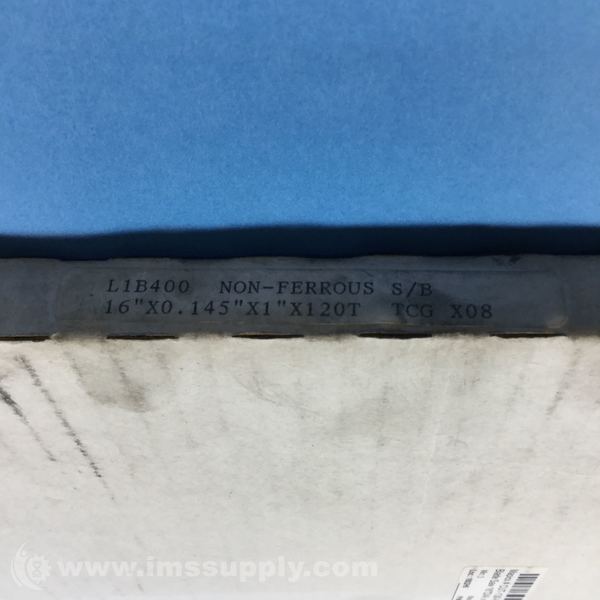 L1B400 NON-FERROUS S/B
16"X0.145"X1"X120T TCG X08
© www.imssupply.com